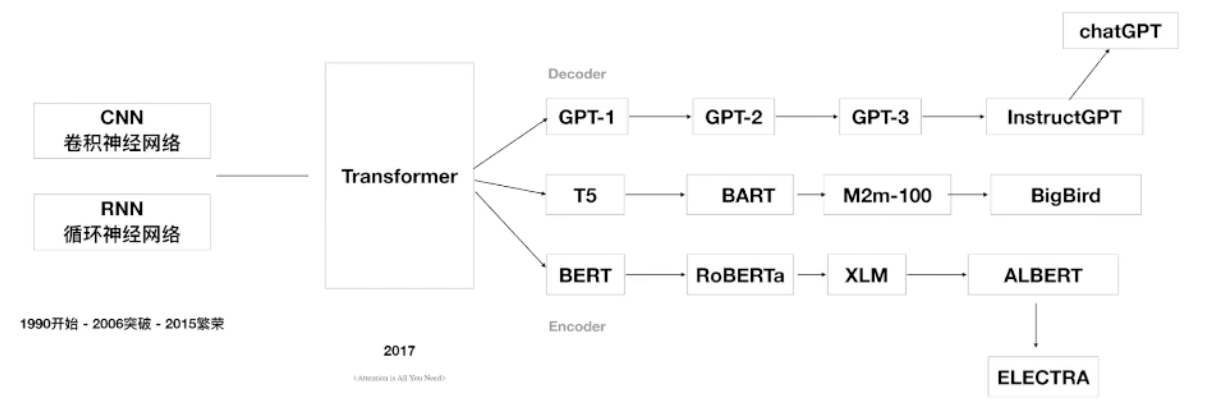 chatGPT
Decoder
CNN
卷积神经网络
GPT-1
GPT-2
GPT-3
InstructGPT
Transformer
T5
BART
M2m-100
BigBird
RNN
循环神经网络
BERT
RoBERTa
XLM
ALBERT
Encoder
1990开始 - 2006突破 - 2015繁荣
2017
<Attention is All You Need>
ELECTRA